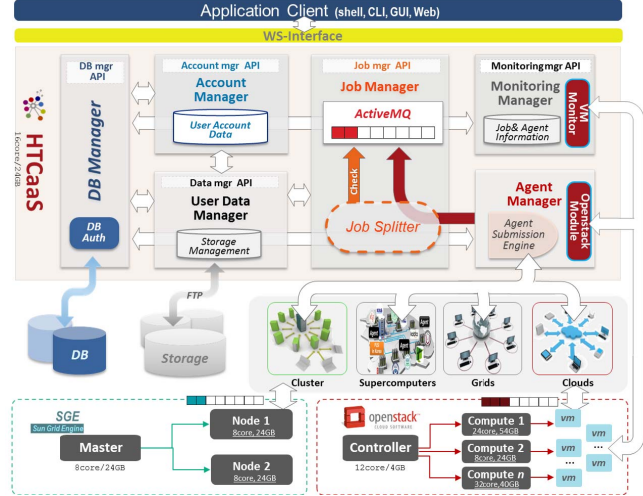 Application Client (shell, CLI, GUI, Web)
WS-Interface
DB mgr
API
DB Manager
DB
Auth
HTCaaS
16core/24GB
Account mgr API
Account
Manager
User Account
Data
Job mgr API
Job Manager
ActiveMQ
Monitoringmgr API
Monitoring
Manager
Job& Agent
Information
VM
Monitor
Data mgr API
User Data
Manager
Storage
Management
Check
Job Splitter
Agent
Manager
Agent
Submission
Engine
Openstack
Module
FTP
DB
Storage
Agent
Agent
Agent
Cluster
Supercomputers
Grids
Clouds
SGE
Sun Grid Engine
Master
8core/24GB
Node 1
8core, 24GB
Node 2
8core, 24GB
openstack
CLOUD SOFTWARE
Controller
12core/4GB
Compute 1
24core, 54GB
Compute 2
8core, 24GB
Compute n
32core,40GB
vm
vm
vm
...
vm
...
vm
vm